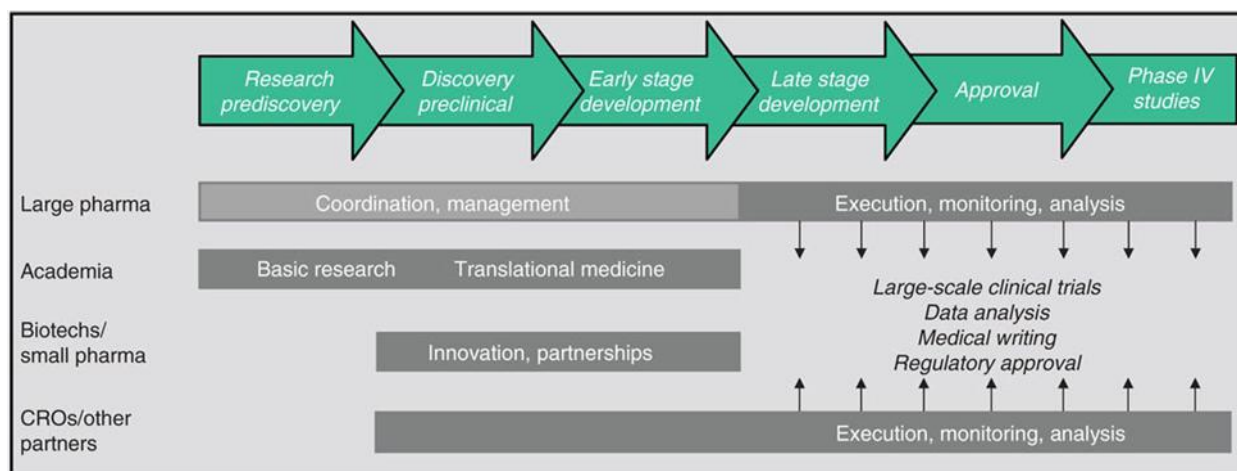 Research
prediscovery
Discovery
preclinical
Early stage
development
Late stage
development
Approval
Phase IV
studies
Large pharma
Coordination, management
Execution, monitoring, analysis
Academia
Basic research
Translational medicine
Large-scale clinical trials
Data analysis
Medical writing
Regulatory approval
Biotechs/
small pharma
Innovation, partnerships
CROs/other
partners
Execution, monitoring, analysis